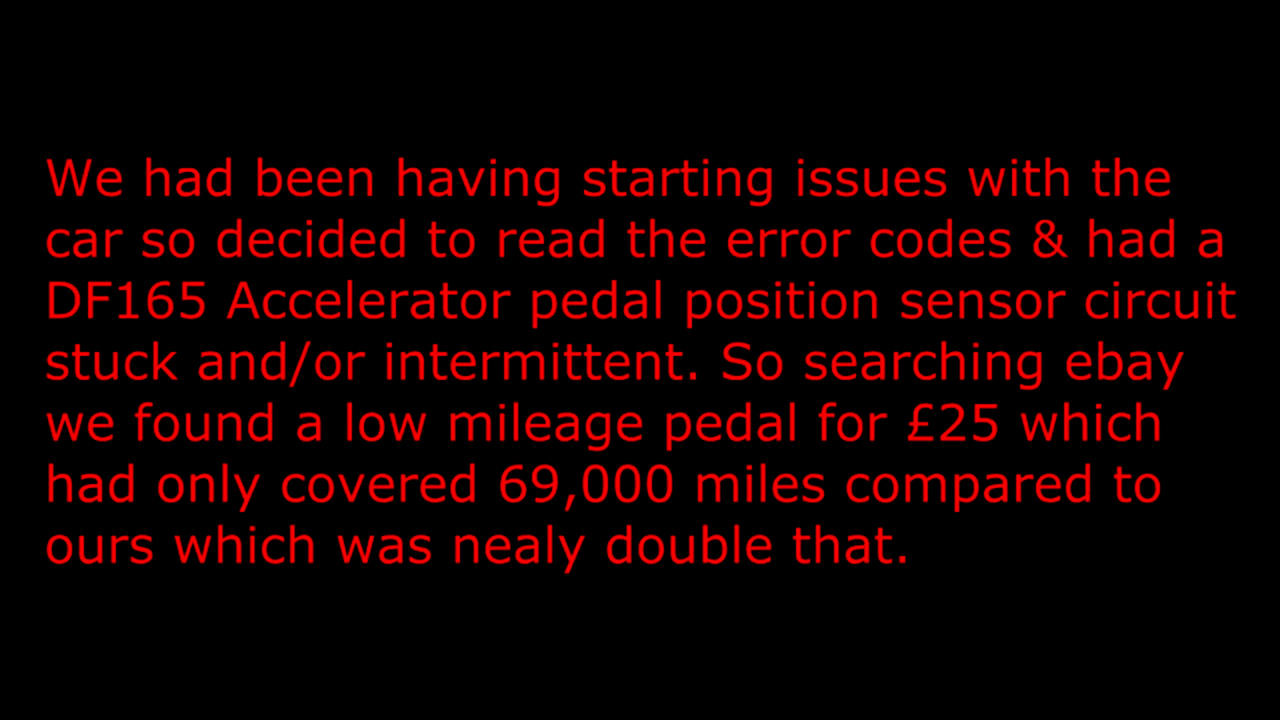 We had been having starting issues with the
car so decided to read the error codes & had a
DF165 Accelerator pedal position sensor circuit
stuck and/or intermittent. So searching ebay
we found a low mileage pedal for £25 which
had only covered 69,000 miles compared to
ours which was nealy double that.